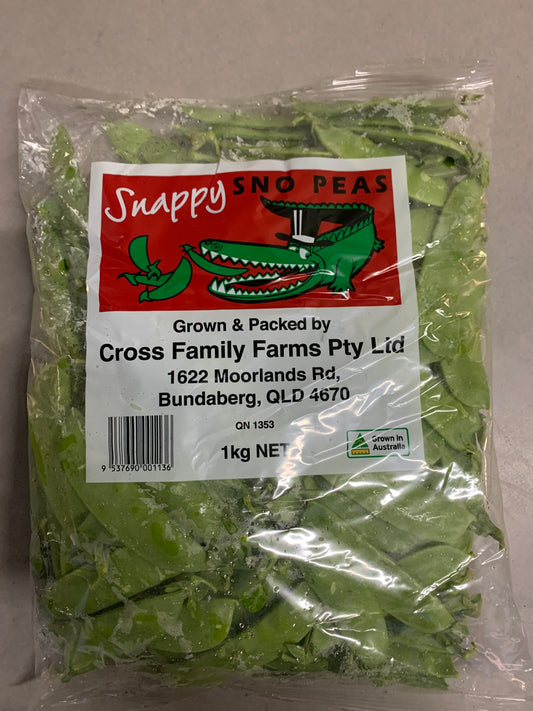 Snappy SNO PEAS
Grown & Packed by
Cross Family Farms Pty Ltd
1622 Moorlands Rd,
Bundaberg, QLD 4670
QN 1353
1kg NET
Grown in
Australia
9 537690 001136